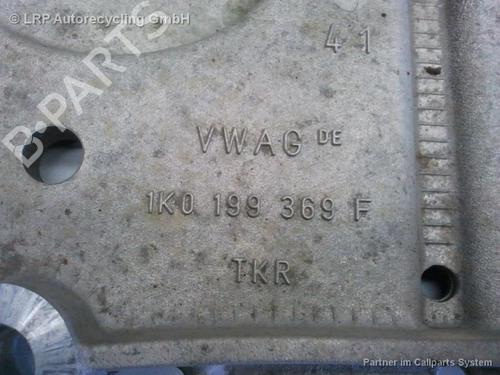 © LRP Autorecycling GmbH
B-PARTS
41
VWAG DE
1K0 199 369 F
TKR
Partner im Callparts System